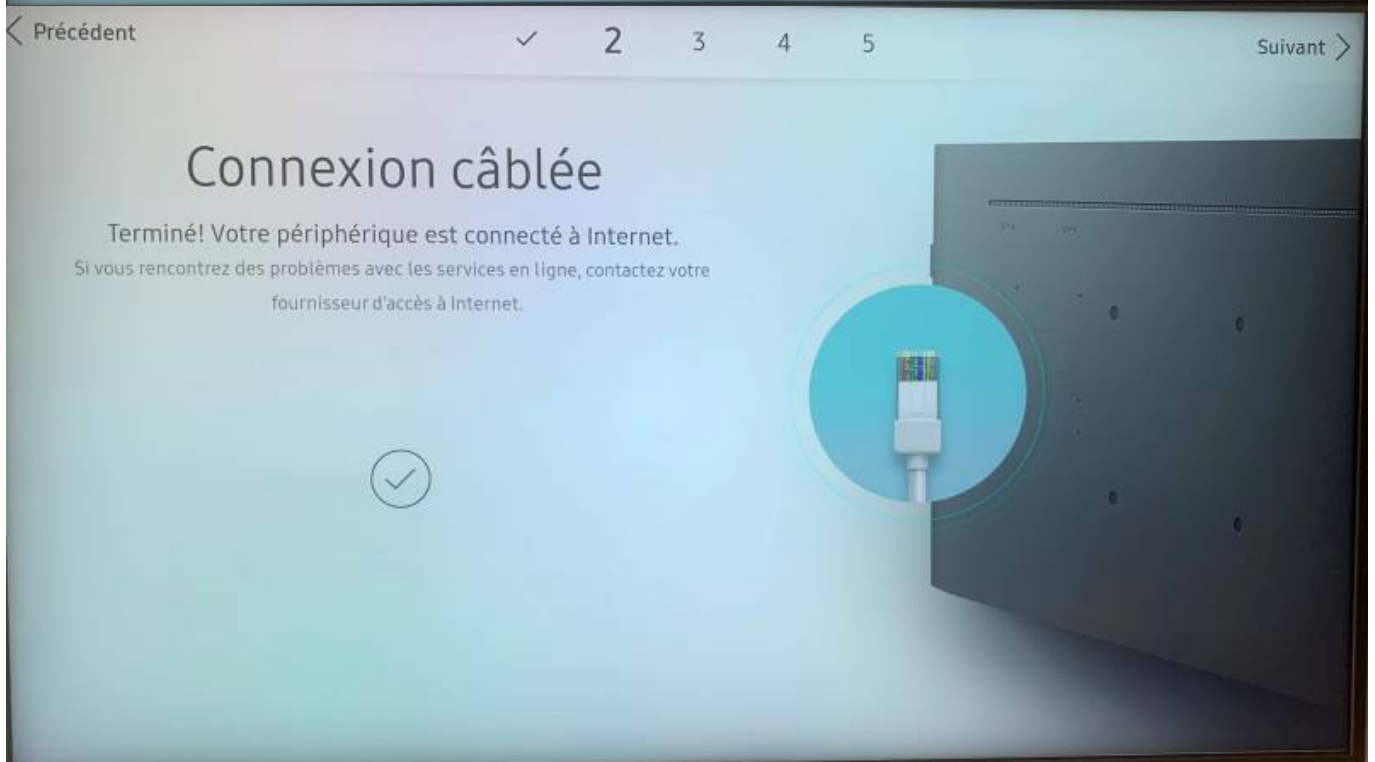 Précédent
✓ 2 3 4 5
Suivant
Connexion câblée
Terminé! Votre périphérique est connecté à Internet.
Si vous rencontrez des problèmes avec les services en ligne, contactez votre
fournisseur d'accès à Internet.